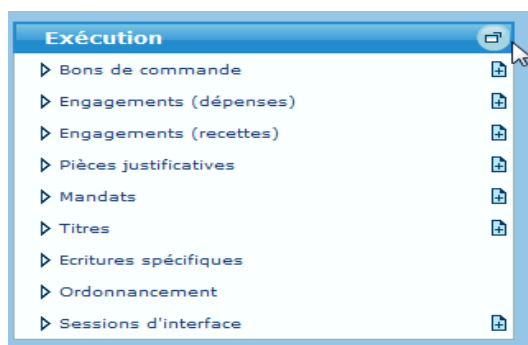 Exécution
Bons de commande
Engagements (dépenses)
Engagements (recettes)
Pièces justificatives
Mandats
Titres
Ecritures spécifiques
Ordonnancement
Sessions d'interface